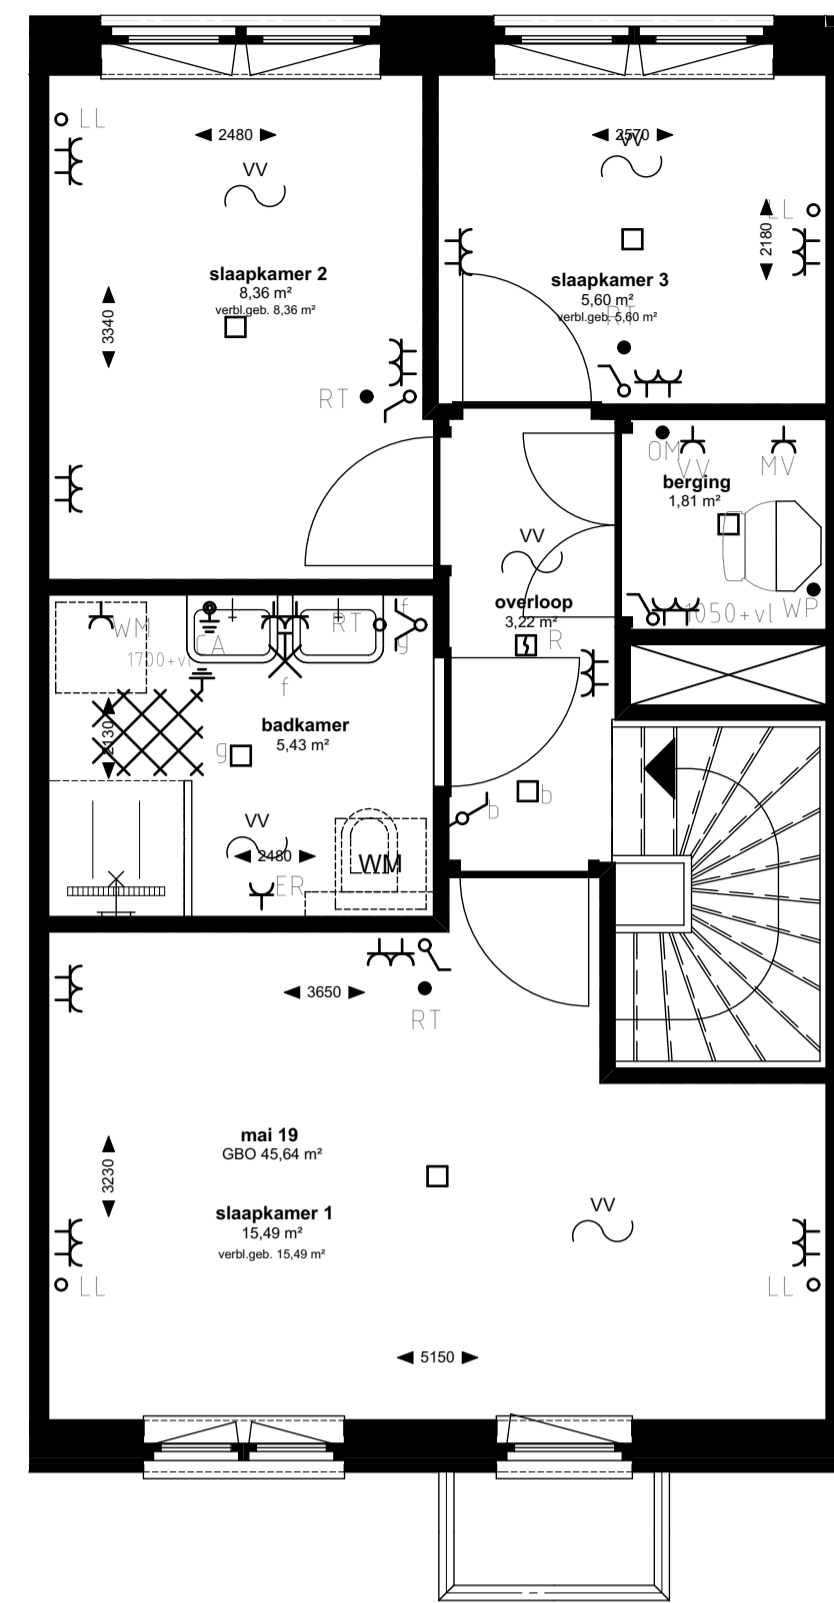 LL
2480
VV
2570
VV
LL
2180
slaapkamer 2
8,36 m²
verbl.geb. 8,36 m²
3340
slaapkamer 3
5,60 m²
verbl.geb. 5,60 m²
RT
RT
OM
VV
MV
berging
1,81 m²
VV
overloop
3,22 m²
1050+vl
WP
WM
1700+vl
CA
RT
f
g
f
R
badkamer
5,43 m²
2130
g
b
b
VV
2480
WM
ER
3650
RT
mai 19
GBO 45,64 m²
3230
slaapkamer 1
15,49 m²
verbl.geb. 15,49 m²
VV
LL
LL
5150